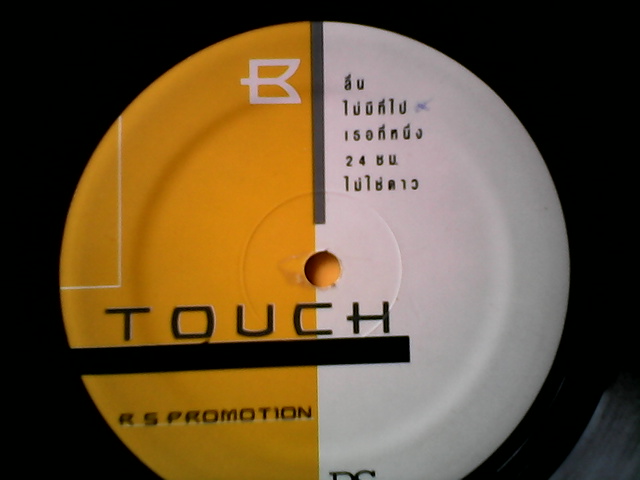 B
ลื่น
ไม่มีที่ไป
เธอที่หนึ่ง
24 ชม.
ไม่ใช่ดาว
TOUCH
R S PROMOTION
RS